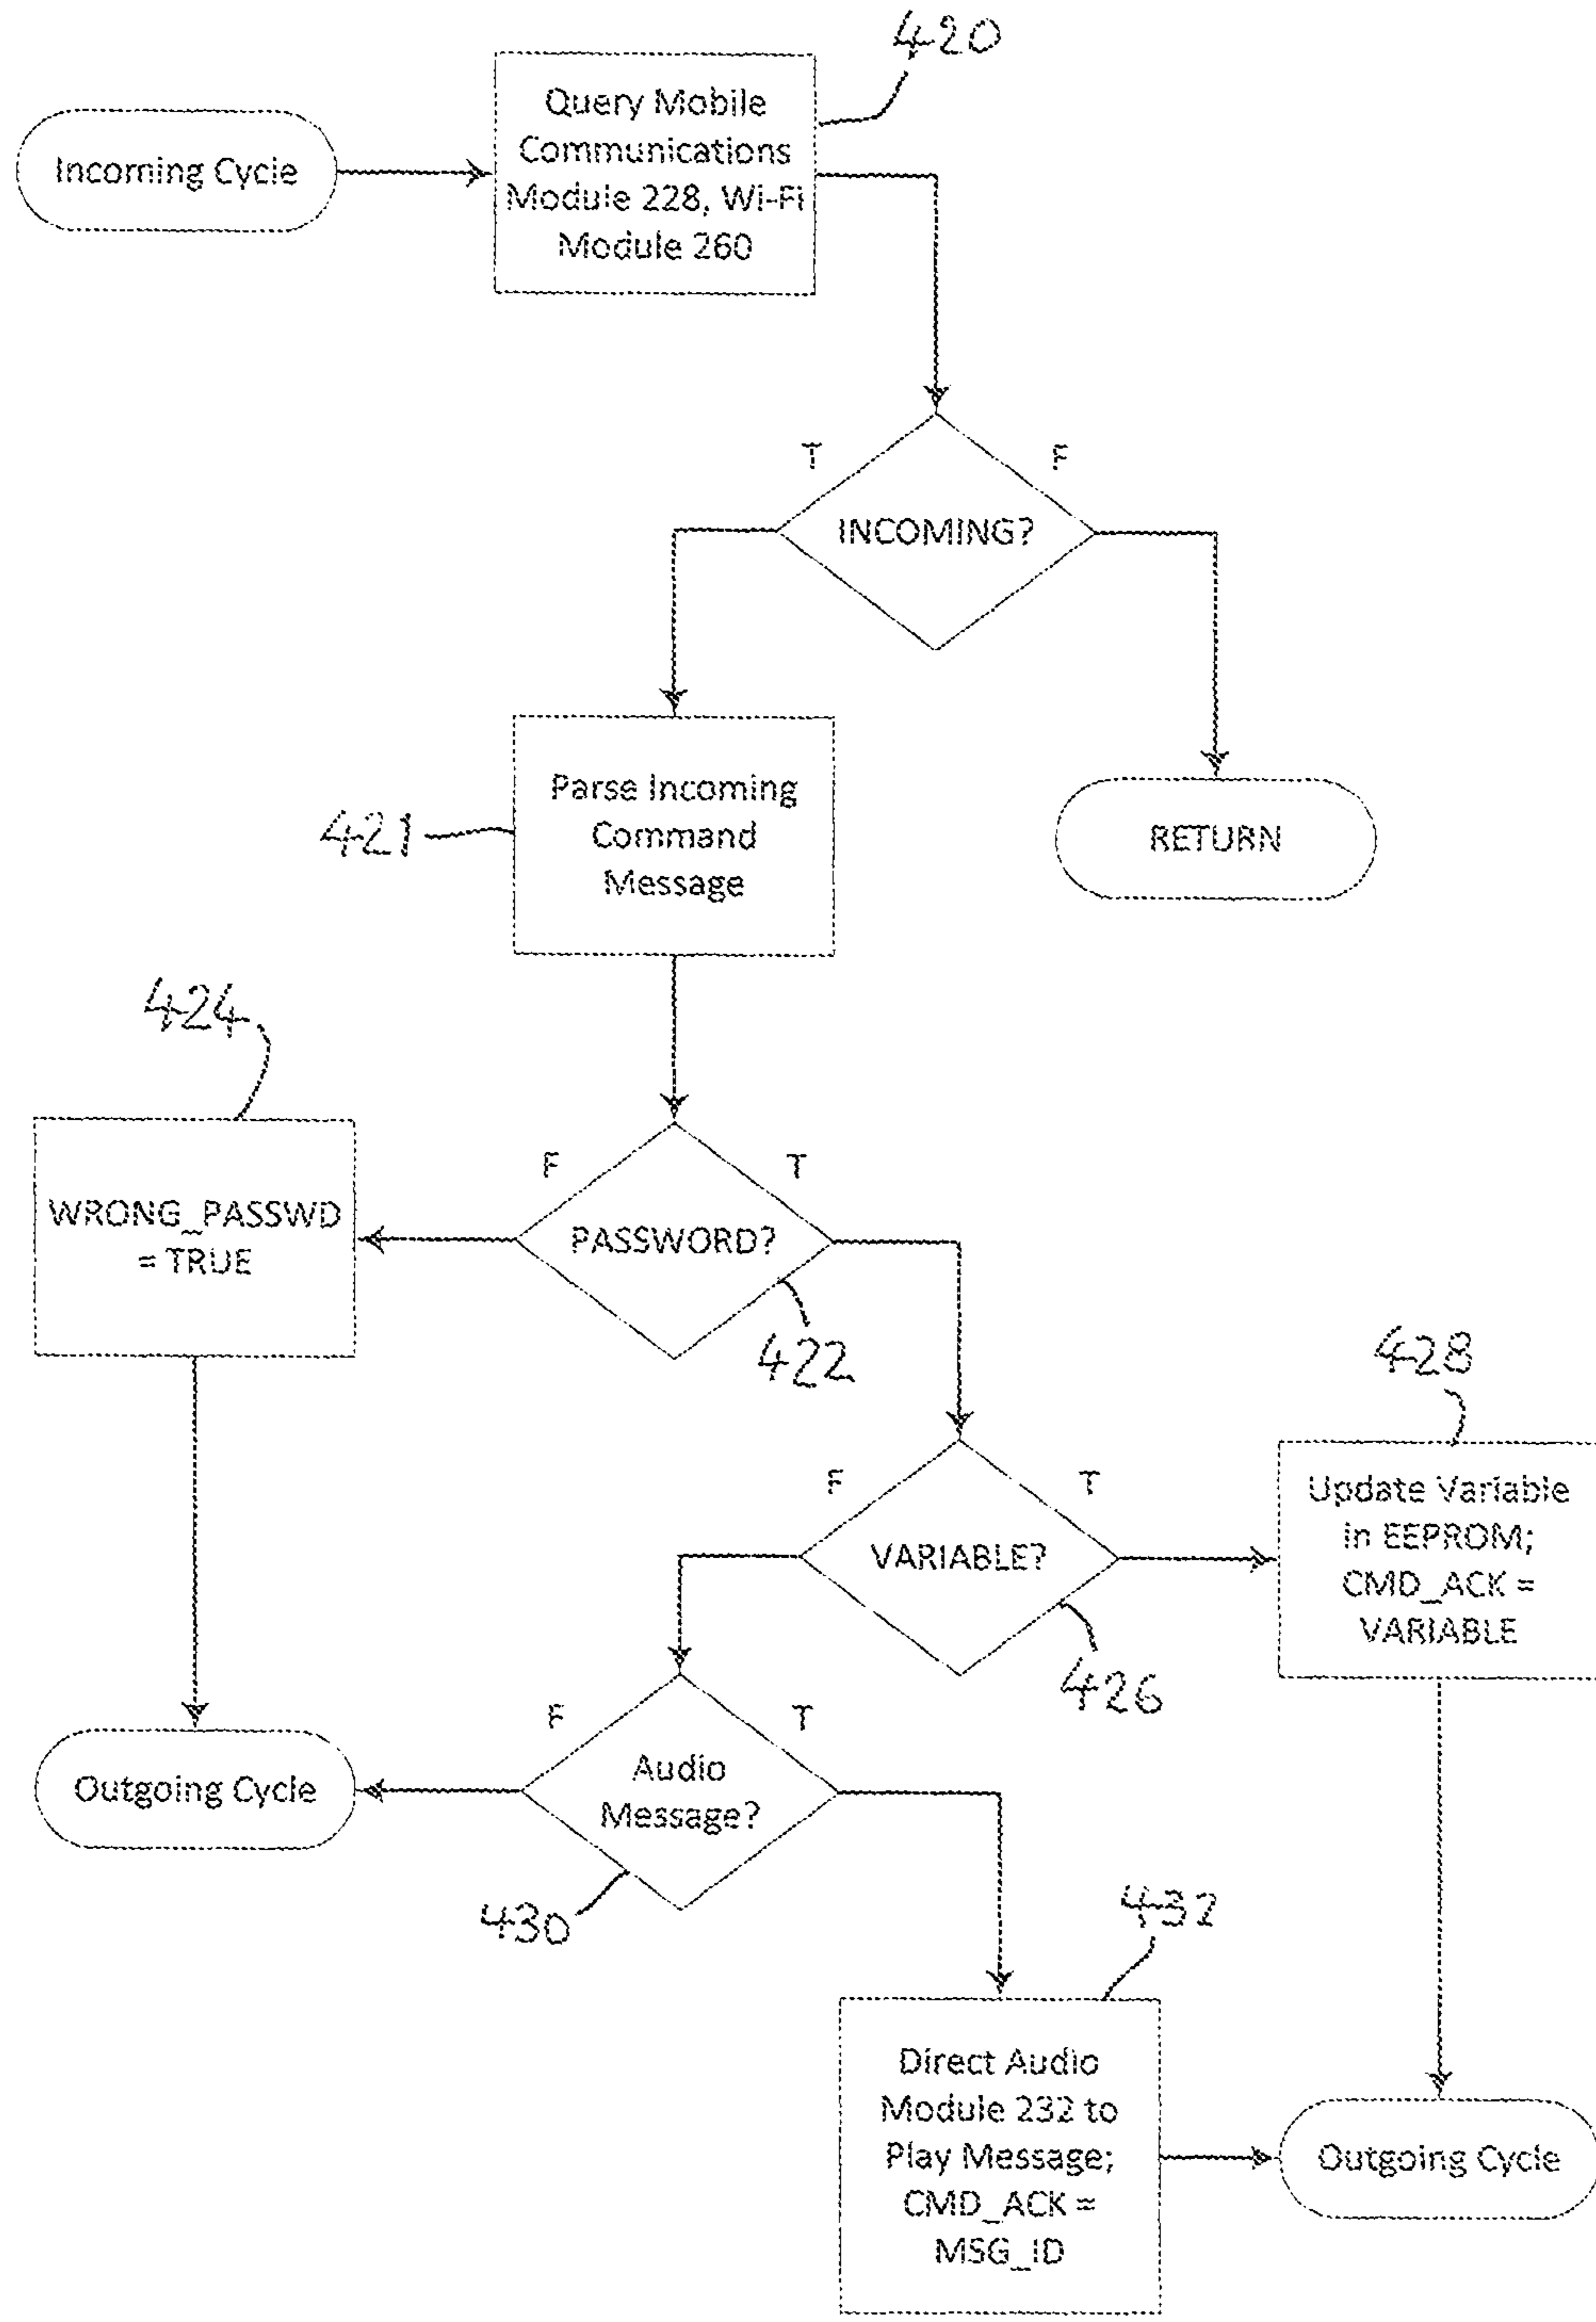 420
Incoming Cycle
Query Mobile
Communications
Module 228, Wi-Fi
Module 260
T
F
INCOMING?
421
Parse Incoming
Command
Message
RETURN
424
WRONG_PASSWD
= TRUE
F
T
PASSWORD?
422
428
F
T
VARIABLE?
426
Update Variable
in EEPROM;
CMD_ACK =
VARIABLE
Outgoing Cycle
F
T
Audio
Message?
430
432
Direct Audio
Module 232 to
Play Message;
CMD_ACK =
MSG_ID
Outgoing Cycle